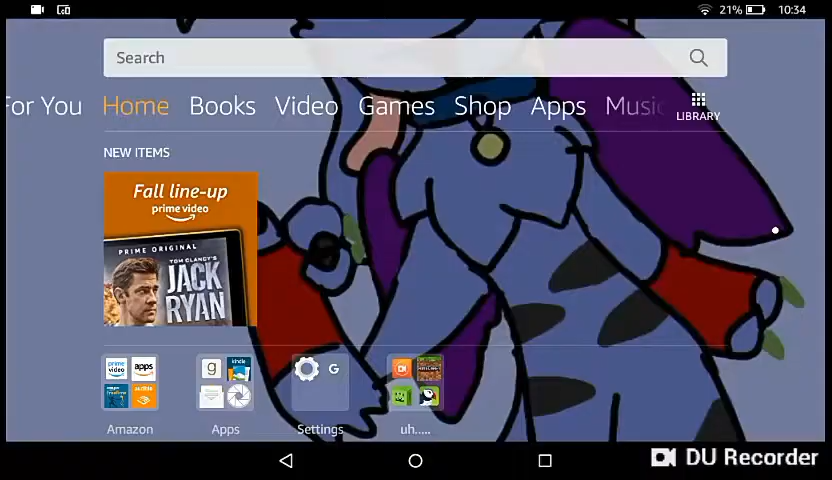 21% 10:34
Search
For You Home Books Video Games Shop Apps Music
LIBRARY
NEW ITEMS
Fall line-up
prime video
PRIME ORIGINAL
TOM CLANCY'S
JACK
RYAN
prime
video
apps
g
kindle
G
audible
Amazon
Apps
Settings
uh.....
DU Recorder